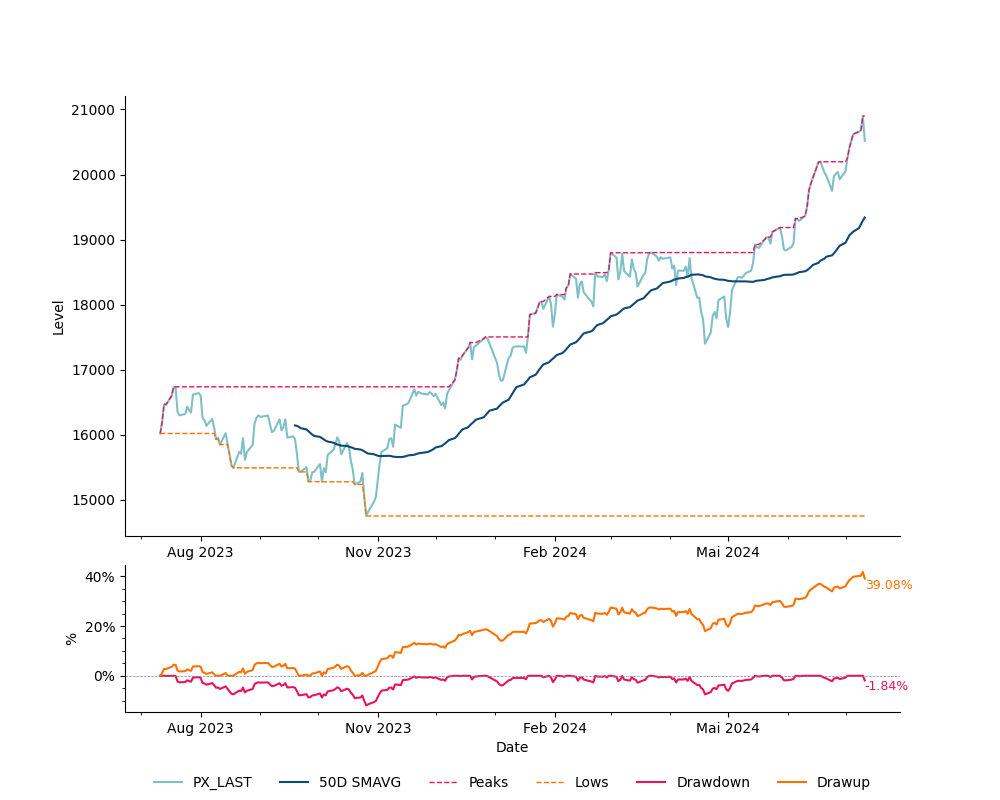 21000
20000
19000
18000
17000
16000
15000
Level
Aug 2023 Nov 2023 Feb 2024 Mai 2024
40%
20%
0%
%
39.08%
-1.84%
Aug 2023 Nov 2023 Feb 2024 Mai 2024
Date
PX_LAST 50D SMAVG Peaks Lows Drawdown Drawup